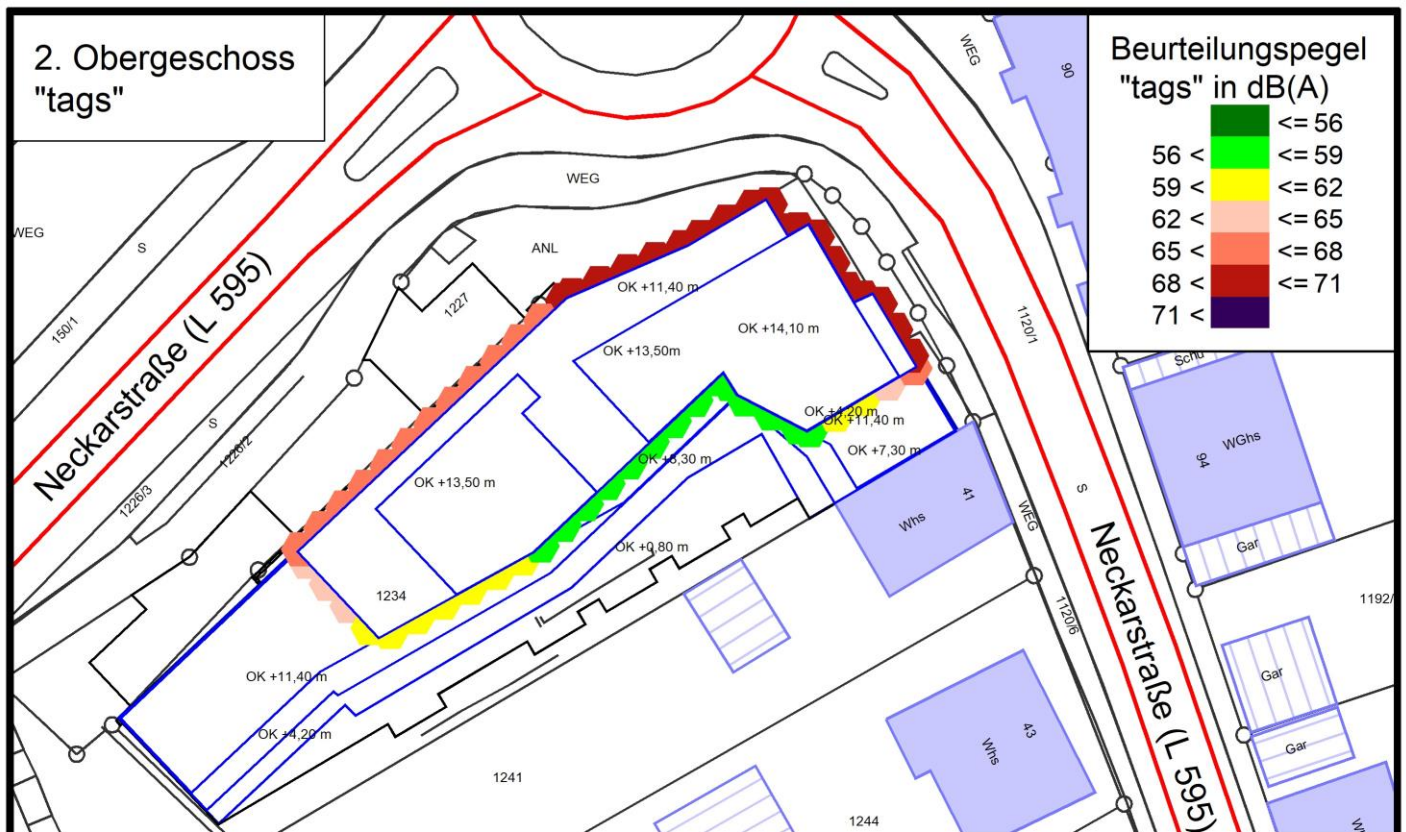 2. Obergeschoss
"tags"
Beurteilungspegel
"tags" in dB(A)
<= 56
56 < <= 59
59 < <= 62
62 < <= 65
65 < <= 68
68 < <= 71
71 <
WEG
90
WEG
WEG
S
ANL
Neckarstraße (L 595)
150/1
1227
OK +11,40 m
OK +14,10 m
1120/1
OK +13,50m
Schu
S
1226/2
1226/3
OK +4,20 m
OK +11,40 m
OK +7,30 m
OK +8,30 m
OK +13,50 m
WGhs
94
41
Whs
S
WEG
Gar
OK +0,80 m
1234
Neckarstraße (L 595)
1120/6
1192/
OK +11,40 m
Gar
OK +4,20 m
43
Whs
Gar
1241
1244